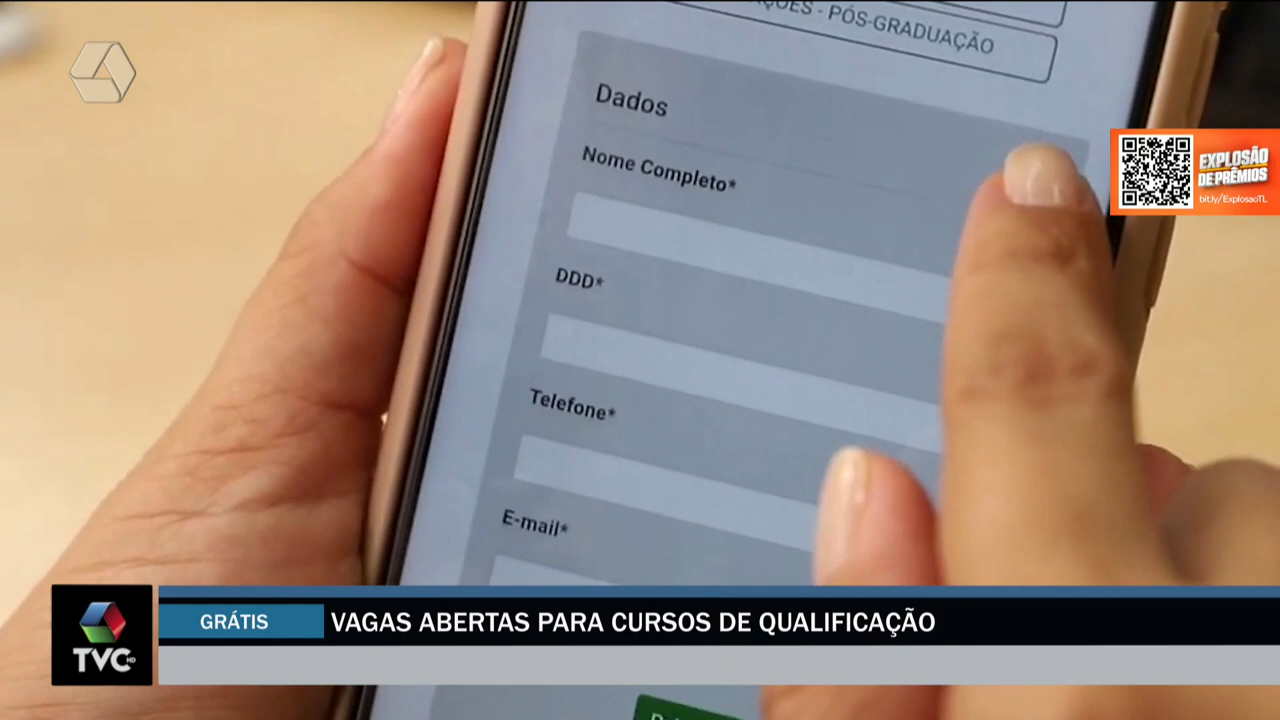 PÓS-GRADUAÇÃO
Dados
Nome Completo*
DDD*
Telefone*
E-mail*
EXPLOSÃO
DE PRÊMIOS
bit.ly/ExplosaoTL
GRÁTIS
VAGAS ABERTAS PARA CURSOS DE QUALIFICAÇÃO
TVC HD